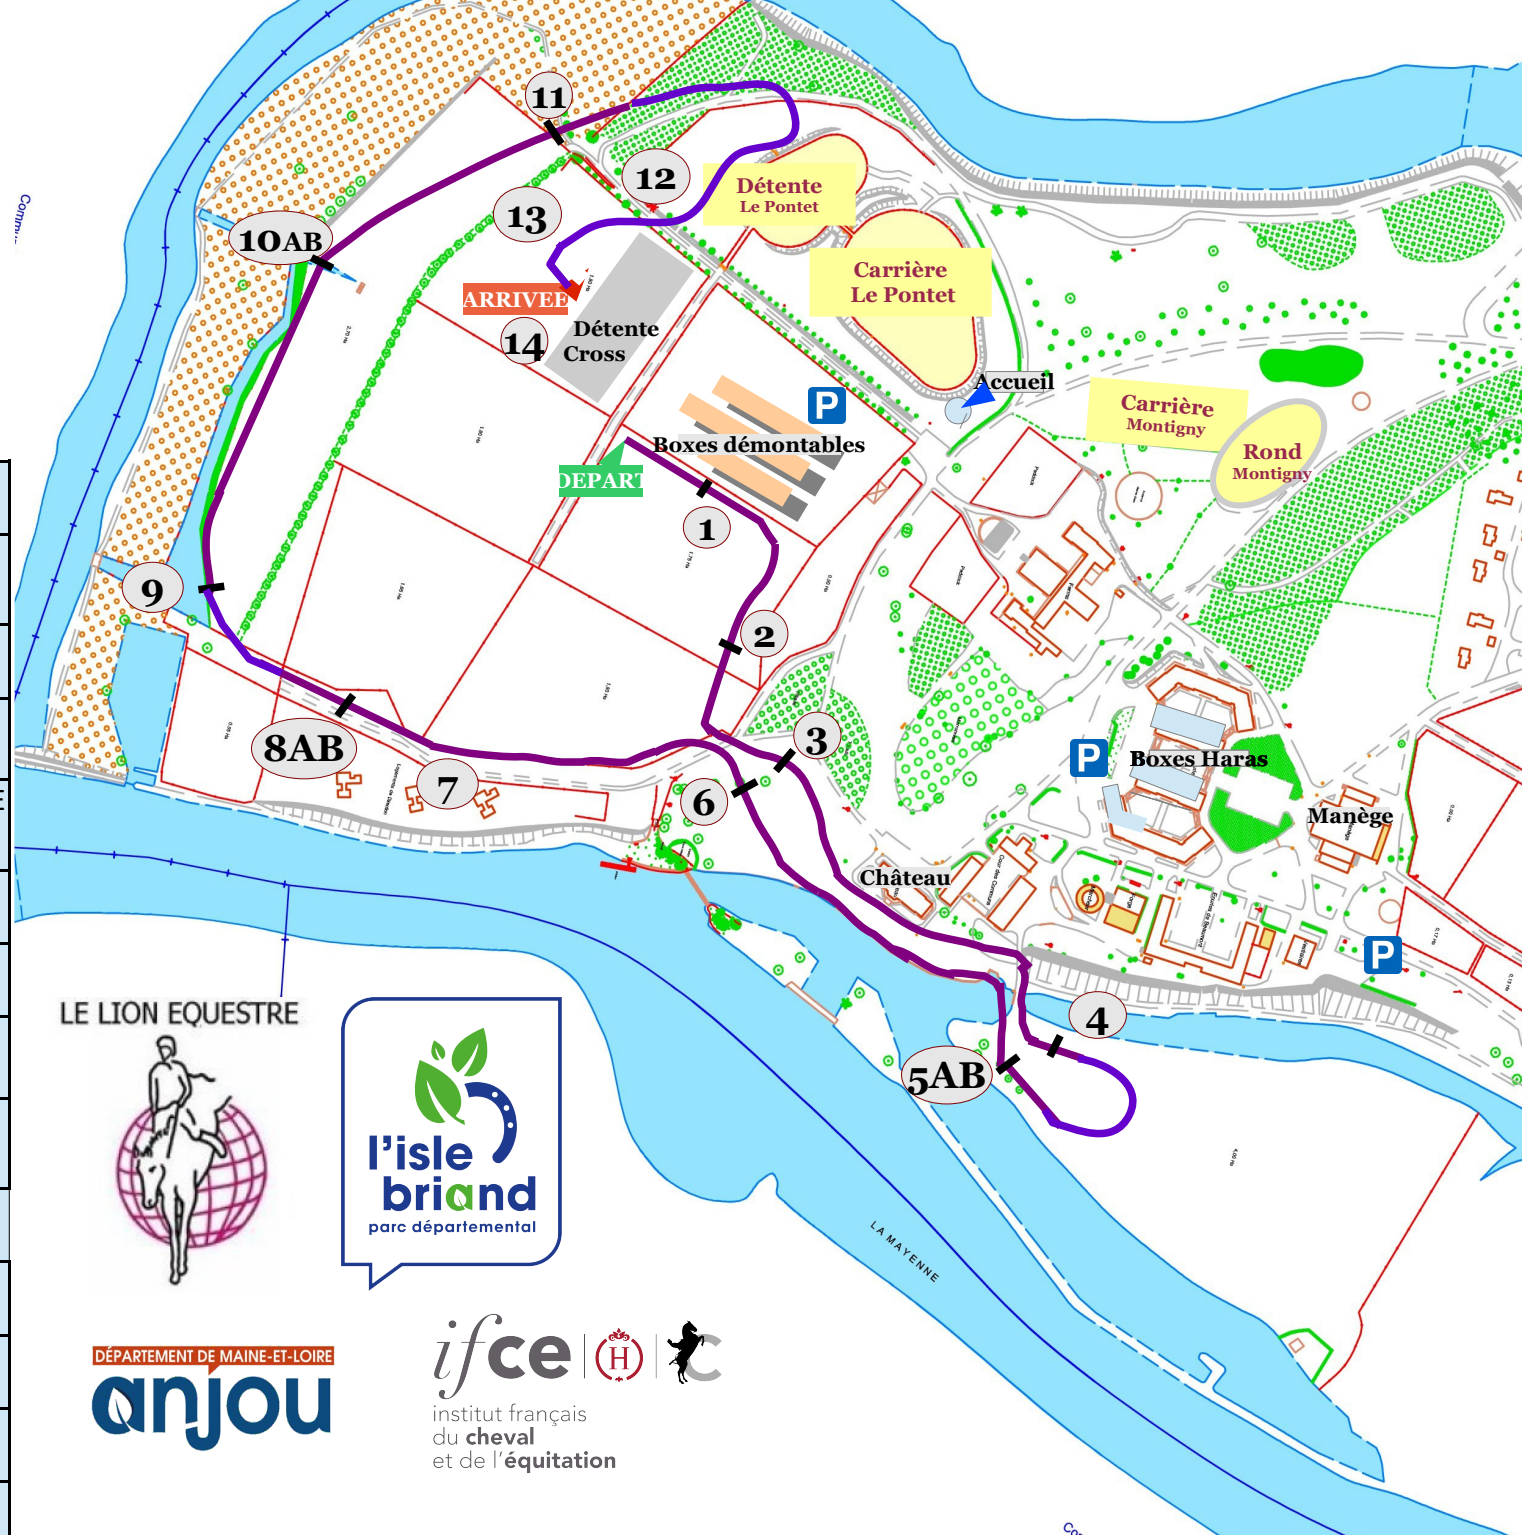 11
12
13
10AB
Détente
Le Pontet
Carrière
Le Pontet
ARRIVEE
14
Détente
Cross
Accueil
P
Boxes démontables
DEPART
Carrière
Montigny
Rond
Montigny
1
2
9
3
8AB
7
6
P
Boxes Haras
Manège
Château
P
4
5AB
LE LION EQUESTRE
l'isle
briand
parc départemental
LA MAYENNE
DÉPARTEMENT DE MAINE-ET-LOIRE
anjou
ifce
H
institut français
du cheval
et de l'équitation